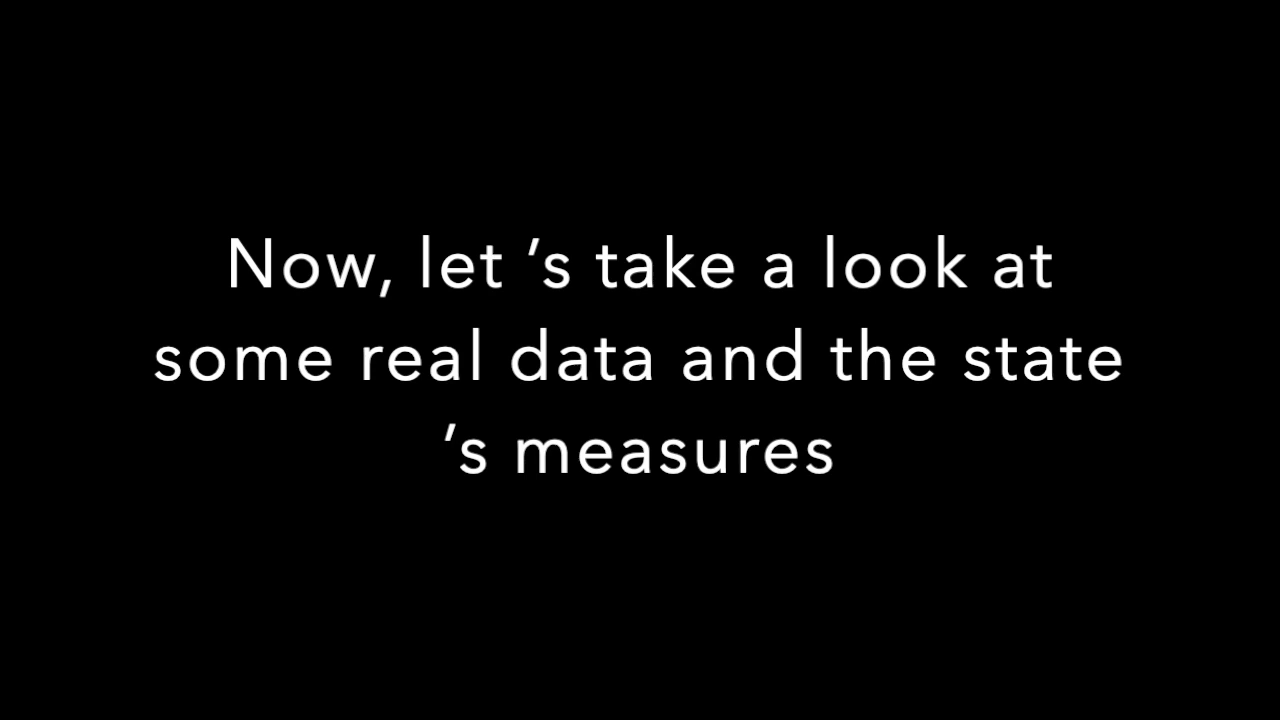 Now, let ’s take a look at
some real data and the state
’s measures